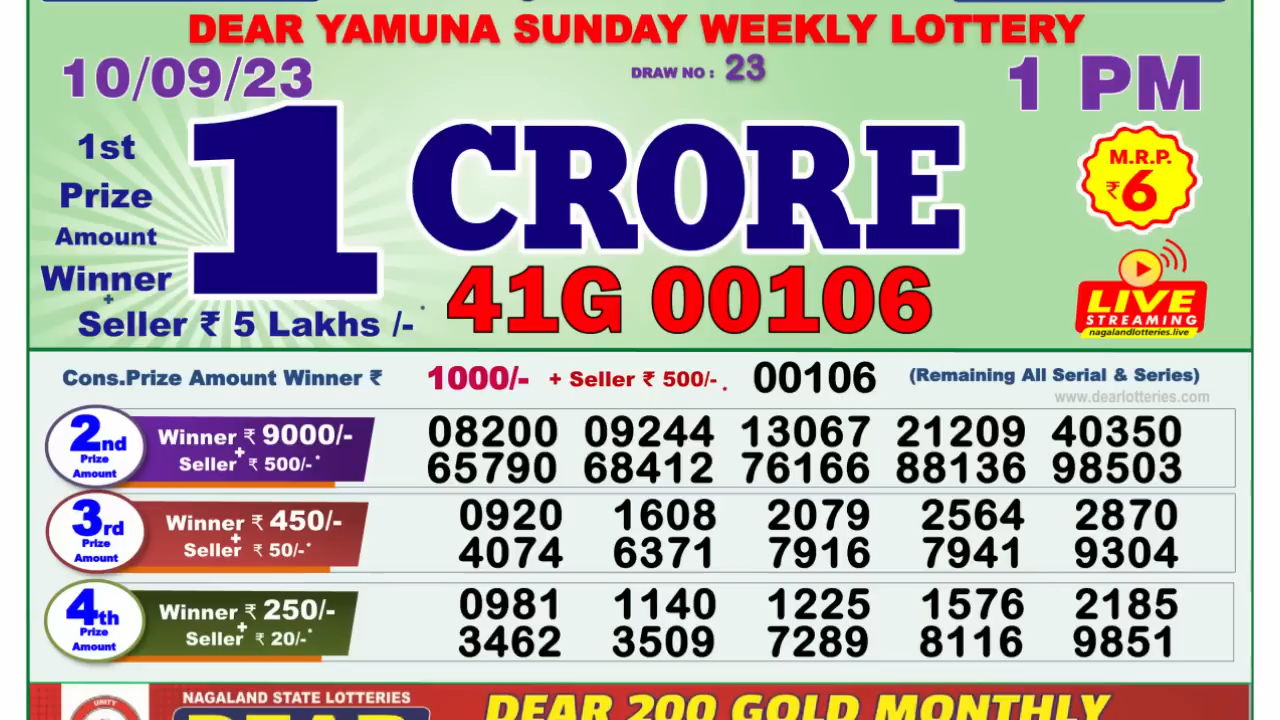 DEAR YAMUNA SUNDAY WEEKLY LOTTERY
10/09/23
DRAW NO : 23
1 PM
1st
Prize
Amount
Winner
+
Seller ₹ 5 Lakhs /-*
1 CRORE
41G 00106
M.R.P.
₹6
LIVE
STREAMING
nagalandlotteries.live
Cons.Prize Amount Winner ₹ 1000/- + Seller ₹ 500/- . 00106 (Remaining All Serial & Series)
www.dearlotteries.com
2nd
Prize
Amount
Winner ₹ 9000/-
+
Seller ₹ 500/-*
08200 09244 13067 21209 40350
65790 68412 76166 88136 98503
3rd
Prize
Amount
Winner ₹ 450/-
+
Seller ₹ 50/-*
0920 1608 2079 2564 2870
4074 6371 7916 7941 9304
4th
Prize
Amount
Winner ₹ 250/-
+
Seller ₹ 20/-*
0981 1140 1225 1576 2185
3462 3509 7289 8116 9851
UNITY
NAGALAND STATE LOTTERIES
DEAR
DEAR 200 GOLD MONTHLY